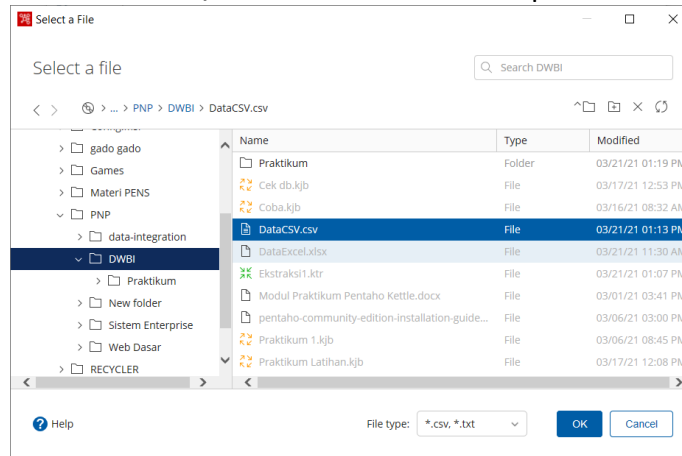 Select a File
Select a file
Search DWBI
> ... > PNP > DWBI > DataCSV.csv
gado gado
Games
Materi PENS
PNP
data-integration
DWBI
Praktikum
New folder
Sistem Enterprise
Web Dasar
RECYCLER
Name Type Modified
Praktikum Folder 03/21/21 01:19 PM
Cek db.kjb File 03/17/21 12:53 PM
Coba.kjb File 03/16/21 08:32 AM
DataCSV.csv File 03/21/21 01:13 PM
DataExcel.xlsx File 03/21/21 11:30 AM
Ekstraksi1.ktr File 03/21/21 01:07 PM
Modul Praktikum Pentaho Kettle.docx File 03/01/21 03:41 PM
pentaho-community-edition-installation-guide... File 03/06/21 03:00 PM
Praktikum 1.kjb File 03/06/21 08:45 PM
Praktikum Latihan.kjb File 03/17/21 12:08 PM
Help
File type: *.csv, *.txt
OK Cancel